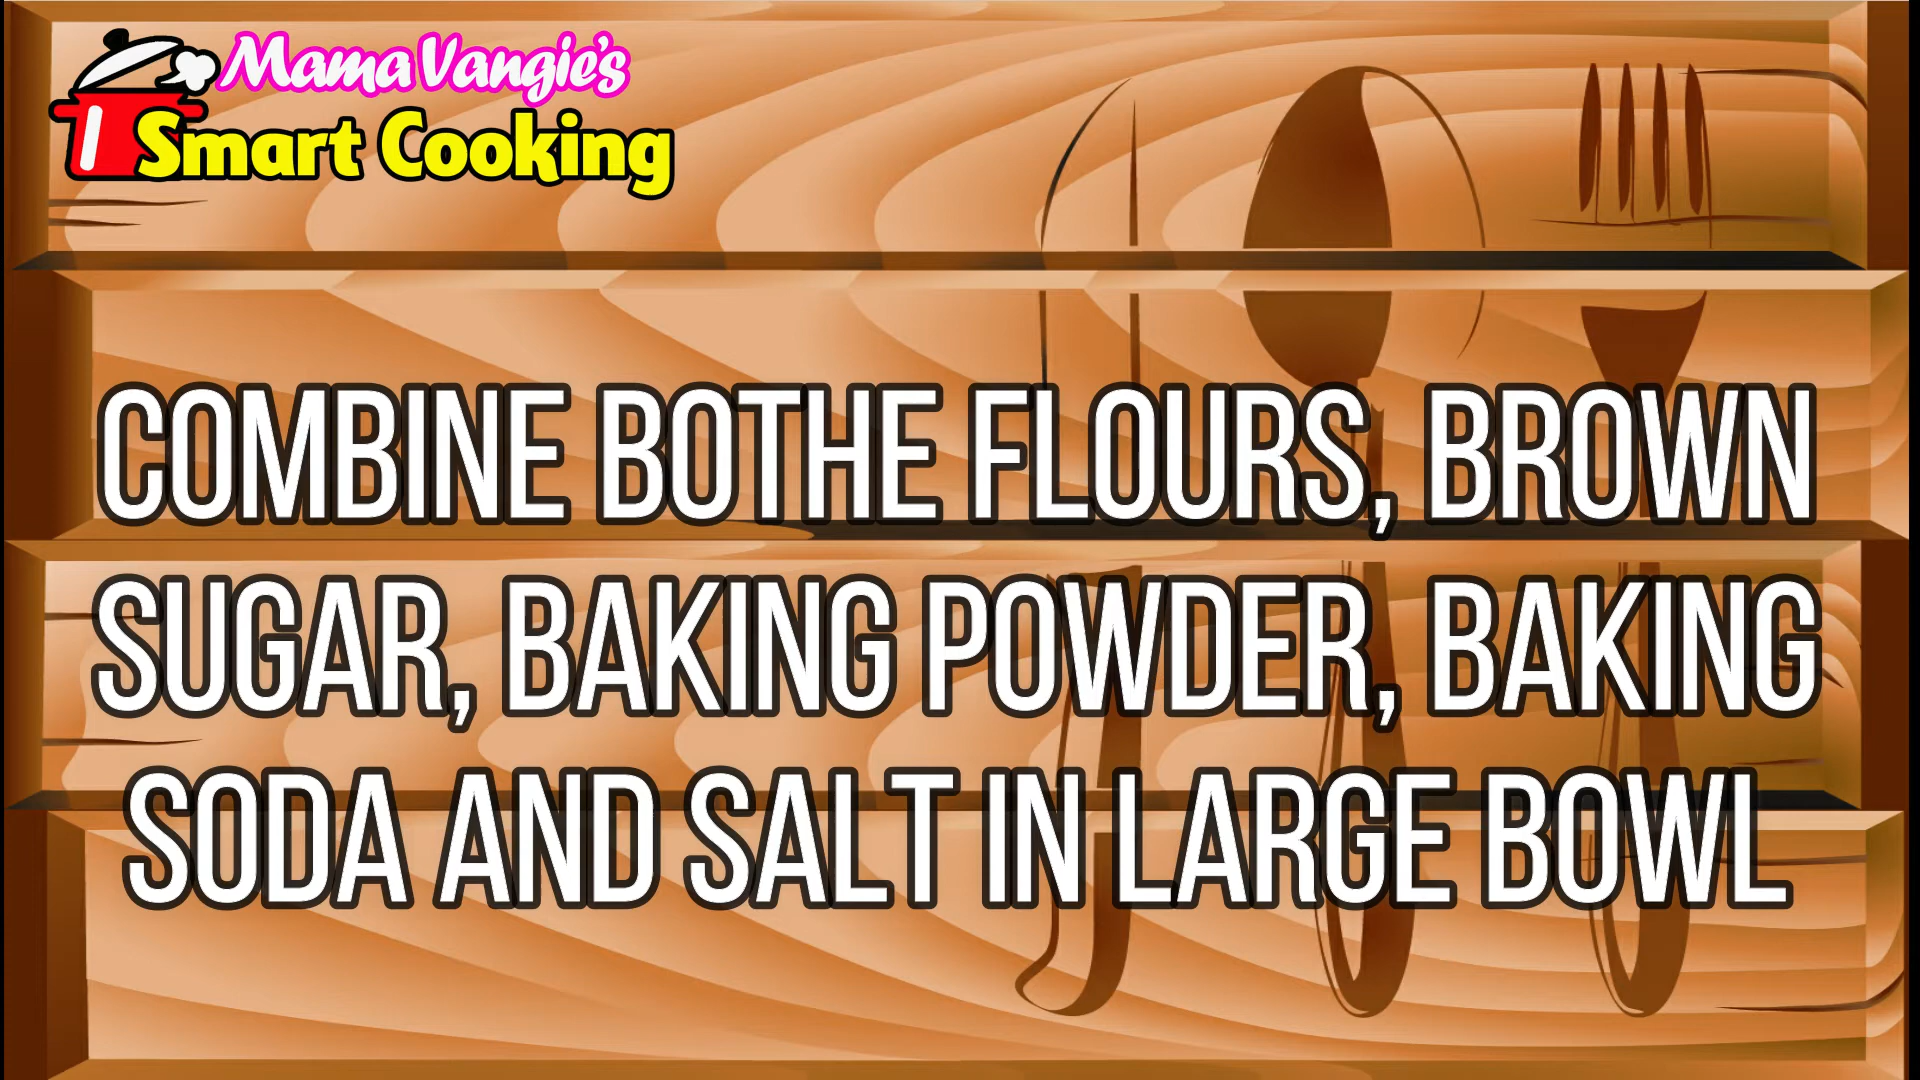 Mama Vangie's
Smart Cooking
COMBINE BOTHE FLOURS, BROWN
SUGAR, BAKING POWDER, BAKING
SODA AND SALT IN LARGE BOWL